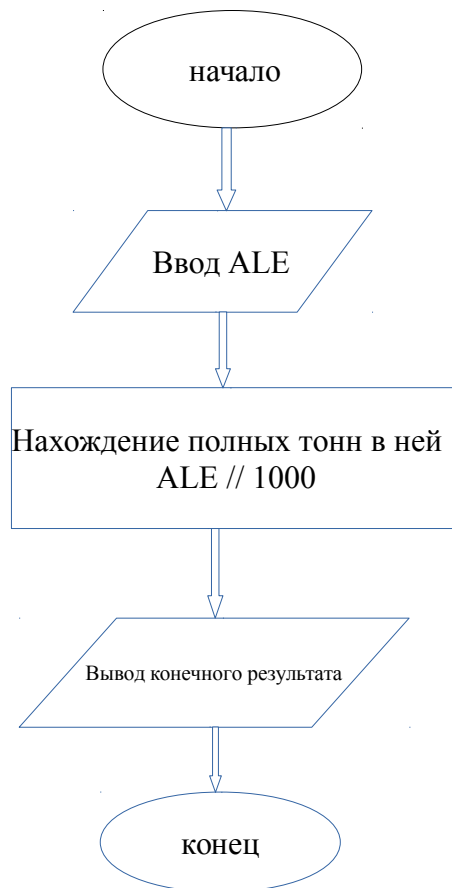 начало
Ввод ALE
Нахождение полных тонн в ней
ALE // 1000
Вывод конечного результата
конец